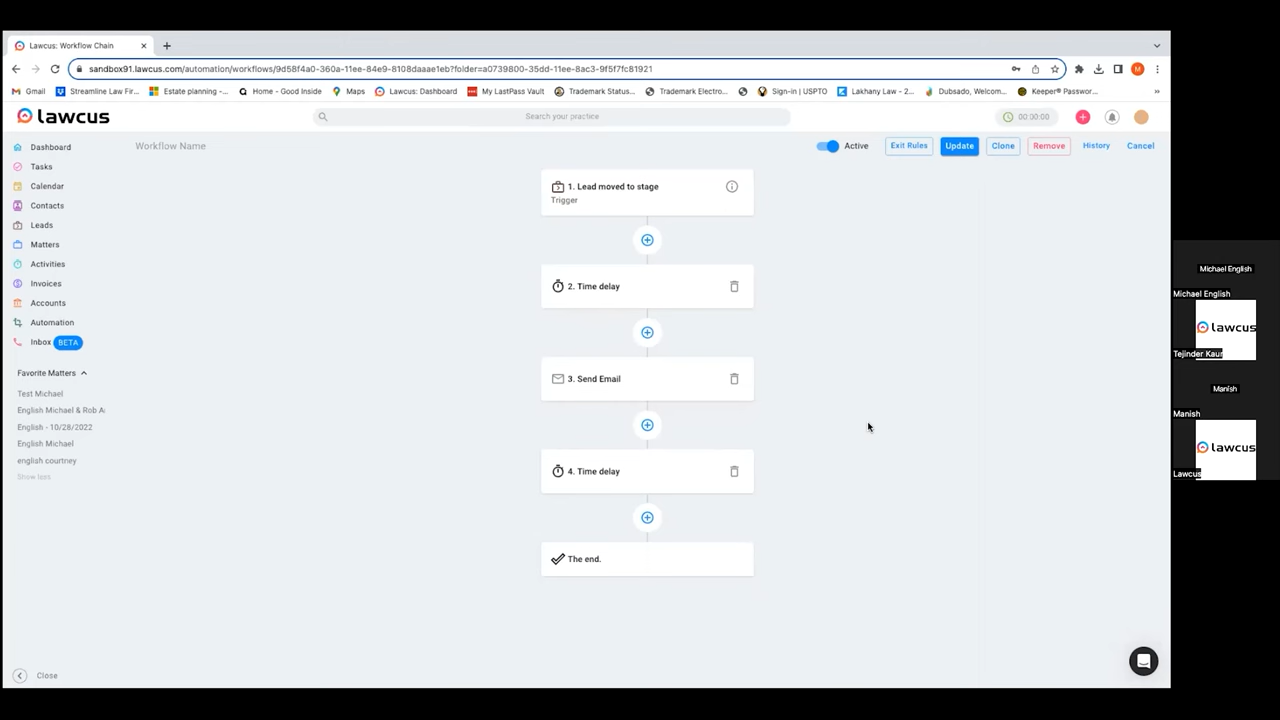 Lawcus: Workflow Chain
sandbox91.lawcus.com/automation/workflows/9d58f4a0-360a-11ee-84e9-8108daaae1eb?folder=a0739800-35dd-11ee-8ac3-9f5f7fc81921
M
Gmail
Streamline Law Fir...
Estate planning -...
Canva - Good Inside
Maps
Lawcus: Dashboard
My LastPass Vault
Trademark Status...
Trademark Electro...
Sign-in | USPTO
Lakhany Law - 2...
Dubsado, Welcom...
Keeper® Passwor...
lawcus
Search your practice
00:00:00
Dashboard
Tasks
Calendar
Contacts
Leads
Matters
Activities
Invoices
Accounts
Automation
Inbox BETA
Favorite Matters
Test Michael
English Michael & Rob A
English - 10/28/2022
English Michael
english courtney
Show less
Close
Workflow Name
Active
Exit Rules
Update
Clone
Remove
History
Cancel
1. Lead moved to stage
Trigger
2. Time delay
3. Send Email
4. Time delay
The end.
Michael English
Michael English
lawcus
Tejinder Kaur
Manish
Manish
lawcus
Lawcus